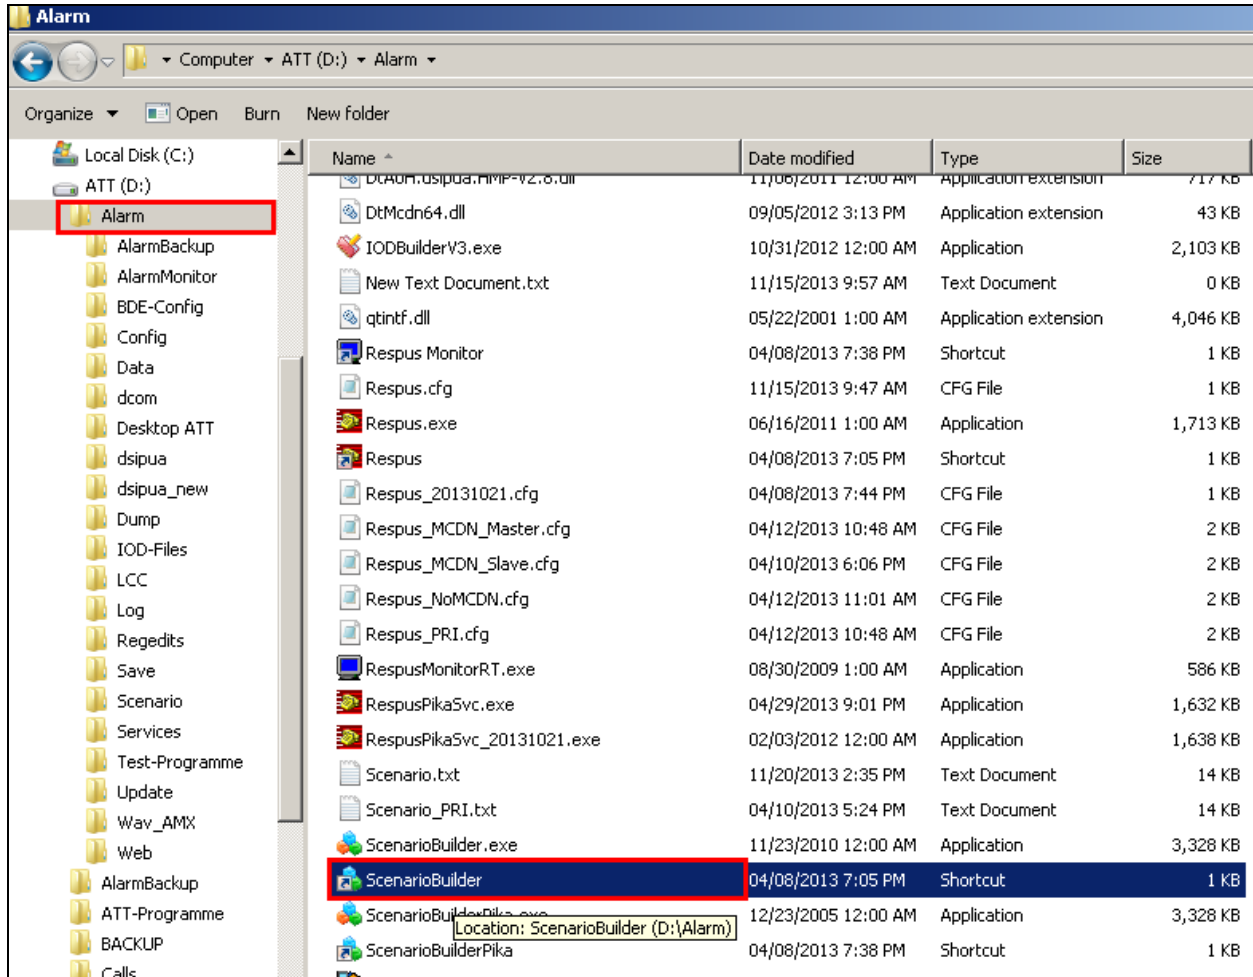 Alarm
Computer ATT (D:) Alarm
Organize Open Burn New folder
Local Disk (C:)
ATT (D:)
Alarm
AlarmBackup
AlarmMonitor
BDE-Config
Config
Data
dcom
Desktop ATT
dsipua
dsipua_new
Dump
IOD-Files
LCC
Log
Regedits
Save
Scenario
Services
Test-Programme
Update
Wav_AMX
Web
AlarmBackup
ATT-Programme
BACKUP
Calls
Name Date modified Type Size
11/06/2011 12:00 AM Application extension 717 KB
DtMcdn64.dll 09/05/2012 3:13 PM Application extension 43 KB
IODBuilderV3.exe 10/31/2012 12:00 AM Application 2,103 KB
New Text Document.txt 11/15/2013 9:57 AM Text Document 0 KB
qtintf.dll 05/22/2001 1:00 AM Application extension 4,046 KB
Respus Monitor 04/08/2013 7:38 PM Shortcut 1 KB
Respus.cfg 11/15/2013 9:47 AM CFG File 1 KB
Respus.exe 06/16/2011 1:00 AM Application 1,713 KB
Respus 04/08/2013 7:05 PM Shortcut 1 KB
Respus_20131021.cfg 04/08/2013 7:44 PM CFG File 1 KB
Respus_MCDN_Master.cfg 04/12/2013 10:48 AM CFG File 2 KB
Respus_MCDN_Slave.cfg 04/10/2013 6:06 PM CFG File 2 KB
Respus_NoMCDN.cfg 04/12/2013 11:01 AM CFG File 2 KB
Respus_PRI.cfg 04/12/2013 10:48 AM CFG File 2 KB
RespusMonitorRT.exe 08/30/2009 1:00 AM Application 586 KB
RespusPikaSvc.exe 04/29/2013 9:01 PM Application 1,632 KB
RespusPikaSvc_20131021.exe 02/03/2012 12:00 AM Application 1,638 KB
Scenario.txt 11/20/2013 2:35 PM Text Document 14 KB
Scenario_PRI.txt 04/10/2013 5:24 PM Text Document 14 KB
ScenarioBuilder.exe 11/23/2010 12:00 AM Application 3,328 KB
ScenarioBuilder 04/08/2013 7:05 PM Shortcut 1 KB
ScenarioBuilderPika.exe 12/23/2005 12:00 AM Application 3,328 KB
Location: ScenarioBuilder (D:\Alarm)
ScenarioBuilderPika 04/08/2013 7:38 PM Shortcut 1 KB